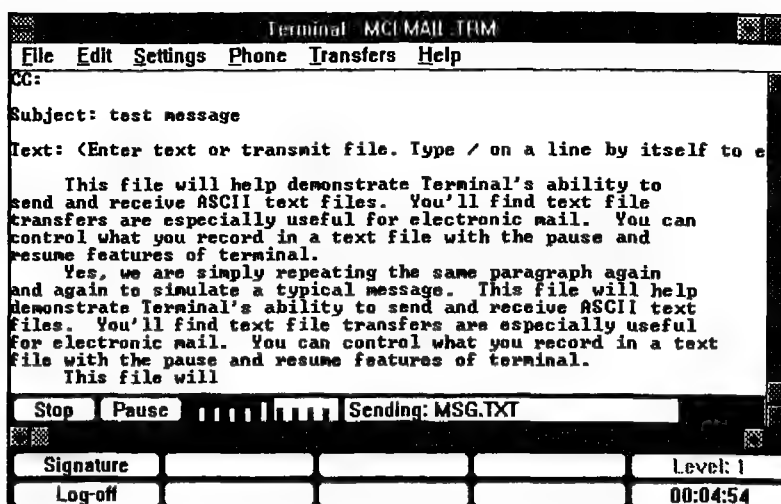 Terminal - MCI-MAIL.TRM
File Edit Settings Phone Transfers Help
CC:
Subject: test message
Text: (Enter text or transmit file. Type / on a line by itself to e
This file will help demonstrate Terminal's ability to
send and receive ASCII text files. You'll find text file
transfers are especially useful for electronic mail. You can
control what you record in a text file with the pause and
resume features of terminal.
Yes, we are simply repeating the same paragraph again
and again to simulate a typical message. This file will help
demonstrate Terminal's ability to send and receive ASCII text
files. You'll find text file transfers are especially useful
for electronic mail. You can control what you record in a text
file with the pause and resume features of terminal.
This file will
Stop Pause Sending: MSG.TXT
Signature Level: 1
Log-off 00:04:54